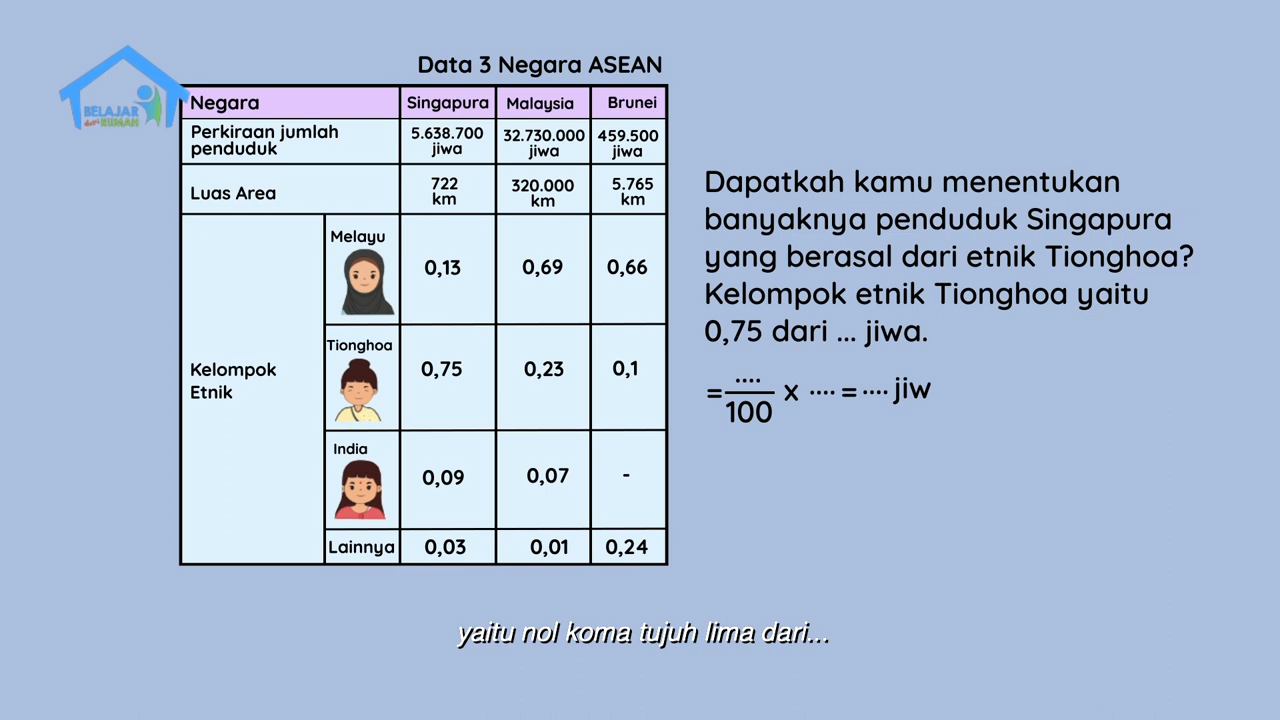 BELAJAR
dari RUMAH
Data 3 Negara ASEAN
Negara Singapura Malaysia Brunei
Perkiraan jumlah
penduduk
5.638.700
jiwa
32.730.000
jiwa
459.500
jiwa
Luas Area
722
km
320.000
km
5.765
km
Kelompok
Etnik
Melayu
0,13 0,69 0,66
Tionghoa
0,75 0,23 0,1
India
0,09 0,07 -
Lainnya 0,03 0,01 0,24
Dapatkah kamu menentukan
banyaknya penduduk Singapura
yang berasal dari etnik Tionghoa?
Kelompok etnik Tionghoa yaitu
0,75 dari ... jiwa.
= ..../100 x .... = .... jiw
yaitu nol koma tujuh lima dari...